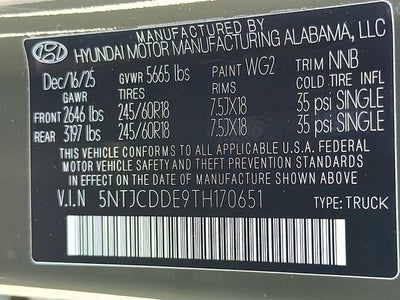 MANUFACTURED BY
HYUNDAI MOTOR MANUFACTURING ALABAMA, LLC
Dec/16/25 GVWR 5665 lbs PAINT WG2 TRIM NNB
GAWR TIRES RIMS COLD TIRE INFL
FRONT 2646 lbs 245/60R18 7.5JX18 35 psi SINGLE
REAR 3197 lbs 245/60R18 7.5JX18 35 psi SINGLE
THIS VEHICLE CONFORMS TO ALL APPLICABLE U.S.A. FEDERAL
MOTOR VEHICLE SAFETY AND THEFT PREVENTION STANDARDS
IN EFFECT ON THE DATE OF MANUFACTURE SHOWN ABOVE.
V.I.N 5NTJCDDE9TH170651 TYPE: TRUCK